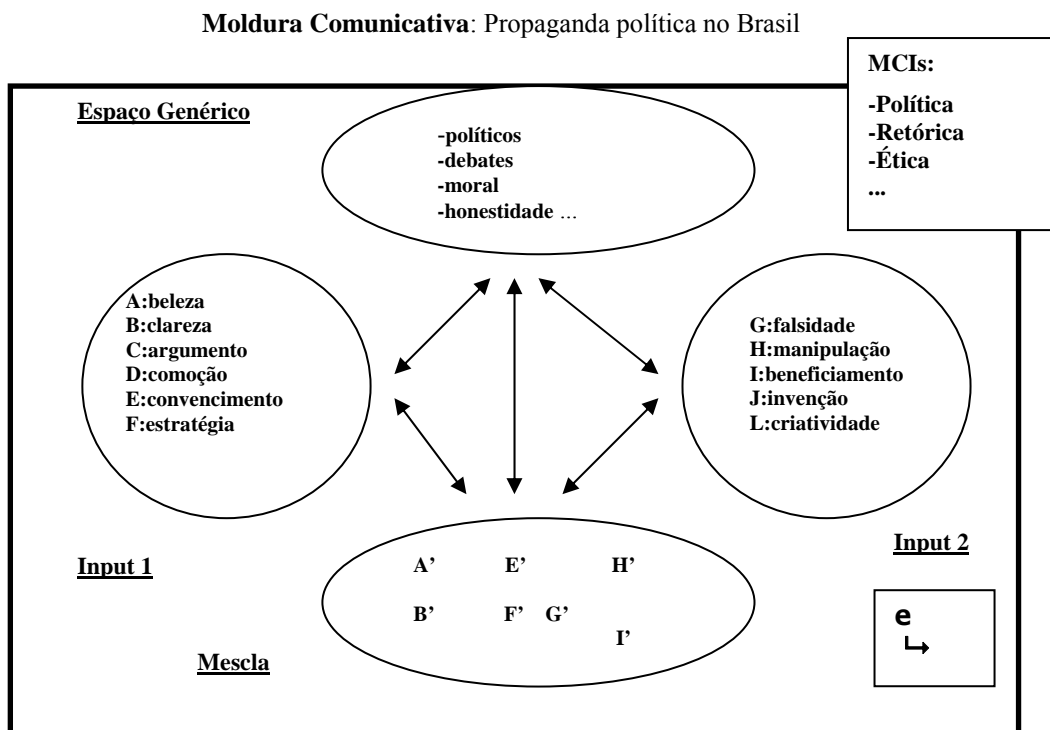 Moldura Comunicativa: Propaganda política no Brasil
MCIs:
-Política
-Retórica
-Ética
...
Espaço Genérico
-políticos
-debates
-moral
-honestidade ...
A:beleza
B:clareza
C:argumento
D:comoção
E:convencimento
F:estratégia
G:falsidade
H:manipulação
I:beneficiamento
J:invenção
L:criatividade
Input 1
Input 2
A’ E’ H’
B’ F’ G’
I’
Mescla
e